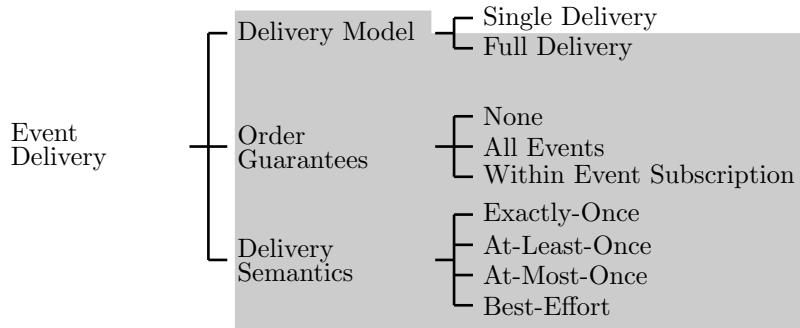 Event
Delivery
Delivery Model
Single Delivery
Full Delivery
Order
Guarantees
None
All Events
Within Event Subscription
Delivery
Semantics
Exactly-Once
At-Least-Once
At-Most-Once
Best-Effort